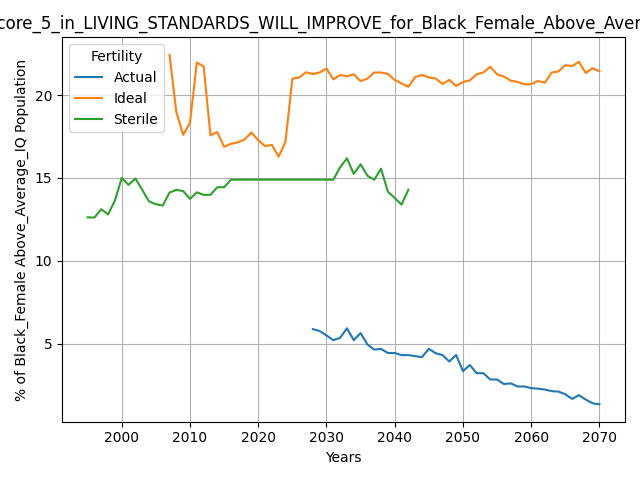 core_5_in_LIVING_STANDARDS_WILL_IMPROVE_for_Black_Female_Above_Aver
Fertility
Actual
Ideal
Sterile
% of Black_Female Above_Average_IQ Population
20
15
10
5
2000 2010 2020 2030 2040 2050 2060 2070
Years